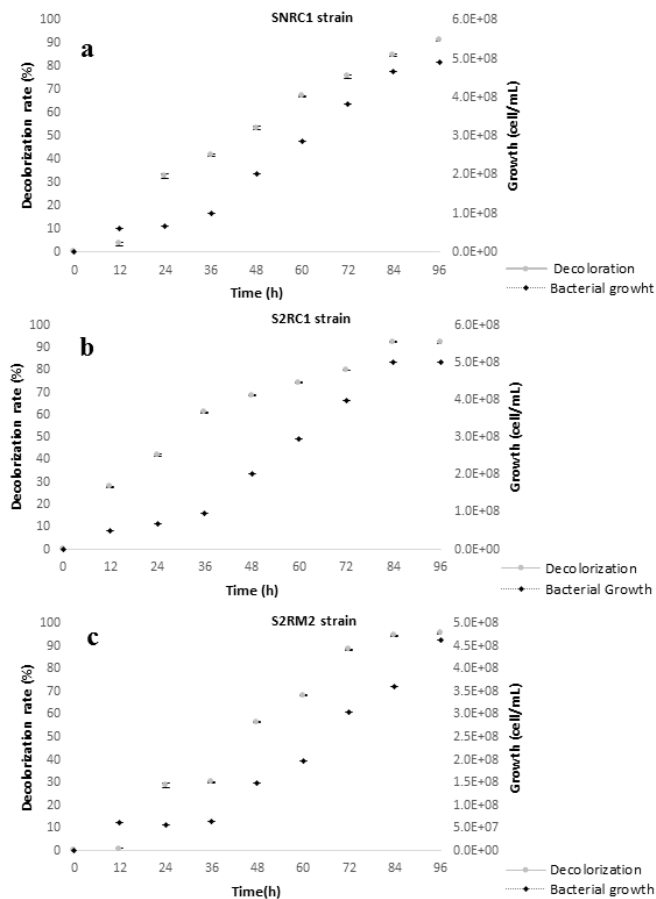 SNRC1 strain
a
Decolorization rate (%)
100
90
80
70
60
50
40
30
20
10
0
6.0E+08
5.0E+08
4.0E+08
3.0E+08
2.0E+08
1.0E+08
0.0E+00
Growth (cell/mL)
0 12 24 36 48 60 72 84 96
Time (h)
Decoloration
Bacterial growht
S2RC1 strain
b
Decolorization rate (%)
100
90
80
70
60
50
40
30
20
10
0
6.0E+08
5.0E+08
4.0E+08
3.0E+08
2.0E+08
1.0E+08
0.0E+00
Growth (cell/mL)
0 12 24 36 48 60 72 84 96
Time (h)
Decolorization
Bacterial Growth
S2RM2 strain
c
Decolorization rate (%)
100
90
80
70
60
50
40
30
20
10
0
5.0E+08
4.5E+08
4.0E+08
3.5E+08
3.0E+08
2.5E+08
2.0E+08
1.5E+08
1.0E+08
5.0E+07
0.0E+00
Growth (cell/mL)
0 12 24 36 48 60 72 84 96
Time(h)
Decolorization
Bacterial Growth